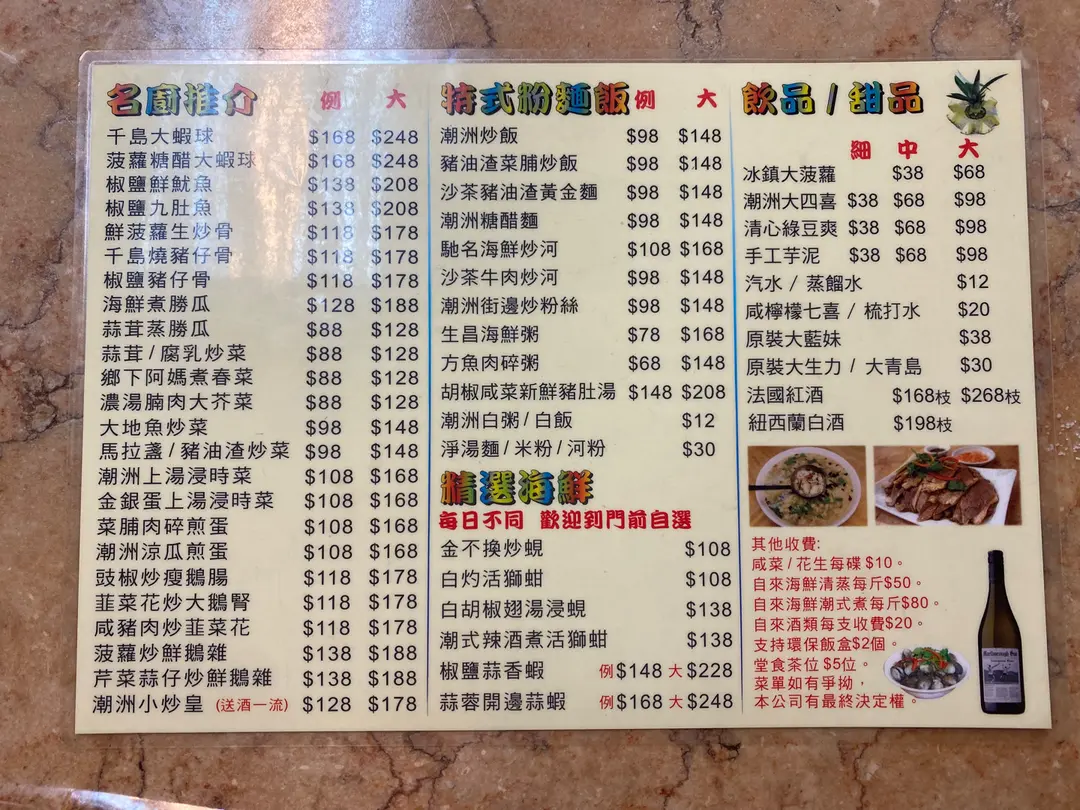 名廚推介 例 大
千島大蝦球 $168 $248
菠蘿糖醋大蝦球 $168 $248
椒鹽鮮魷魚 $138 $208
椒鹽九肚魚 $138 $208
鮮菠蘿生炒骨 $118 $178
千島燒豬仔骨 $118 $178
椒鹽豬仔骨 $118 $178
海鮮煮勝瓜 $128 $188
蒜茸蒸勝瓜 $88 $128
蒜茸/腐乳炒菜 $88 $128
鄉下阿媽煮春菜 $88 $128
濃湯腩肉大芥菜 $88 $128
大地魚炒菜 $98 $148
馬拉盞/豬油渣炒菜 $98 $148
潮洲上湯浸時菜 $108 $168
金銀蛋上湯浸時菜 $108 $168
菜脯肉碎煎蛋 $108 $168
潮洲涼瓜煎蛋 $108 $168
豉椒炒瘦鵝腸 $118 $178
韮菜花炒大鵝腎 $118 $178
咸豬肉炒韮菜花 $118 $178
菠蘿炒鮮鵝雜 $138 $188
芹菜蒜仔炒鮮鵝雜 $138 $188
潮洲小炒皇 (送酒一流) $128 $178
特式粉麵飯 例 大
潮洲炒飯 $98 $148
豬油渣菜脯炒飯 $98 $148
沙茶豬油渣黃金麵 $98 $148
潮洲糖醋麵 $98 $148
馳名海鮮炒河 $108 $168
沙茶牛肉炒河 $98 $148
潮洲街邊炒粉絲 $98 $148
生昌海鮮粥 $78 $168
方魚肉碎粥 $68 $148
胡椒咸菜新鮮豬肚湯 $148 $208
潮洲白粥/白飯 $12
淨湯麵/米粉/河粉 $30
精選海鮮
每日不同 歡迎到門前自選
金不換炒蜆 $108
白灼活獅蚶 $108
白胡椒翅湯浸蜆 $138
潮式辣酒煮活獅蚶 $138
椒鹽蒜香蝦 例$148 大$228
蒜蓉開邊蒜蝦 例$168 大$248
飲品/甜品
細 中 大
冰鎮大菠蘿 $38 $68
潮洲大四喜 $38 $68 $98
清心綠豆爽 $38 $68 $98
手工芋泥 $38 $68 $98
汽水/蒸餾水 $12
咸檸檬七喜/梳打水 $20
原裝大藍妹 $38
原裝大生力/大青島 $30
法國紅酒 $168枝 $268枝
紐西蘭白酒 $198枝
其他收費:
咸菜/花生每碟$10。
自來海鮮清蒸每斤$50。
自來海鮮潮式煮每斤$80。
自來酒類每支收費$20。
支持環保飯盒$2個。
堂食茶位$5位。
菜單如有爭拗，
本公司有最終決定權。